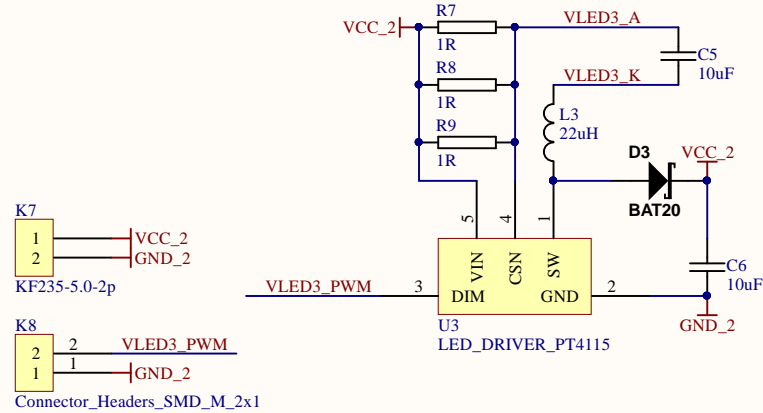 R7
VCC_2
1R
VLED3_A
R8
1R
C5
10uF
VLED3_K
R9
1R
L3
22uH
D3
BAT20
VCC_2
K7
1
VCC_2
2
GND_2
KF235-5.0-2p
5
4
1
VIN
CSN
SW
VLED3_PWM
3
DIM
GND
2
C6
10uF
GND_2
U3
LED_DRIVER_PT4115
K8
2
2
VLED3_PWM
1
1
GND_2
Connector_Headers_SMD_M_2x1